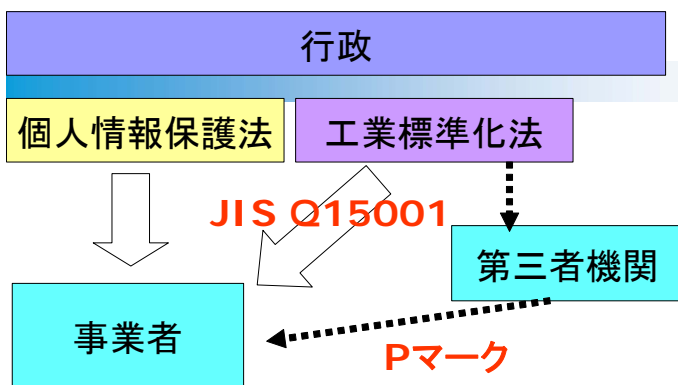 行政
個人情報保護法
工業標準化法
JIS Q15001
第三者機関
事業者
Pマーク